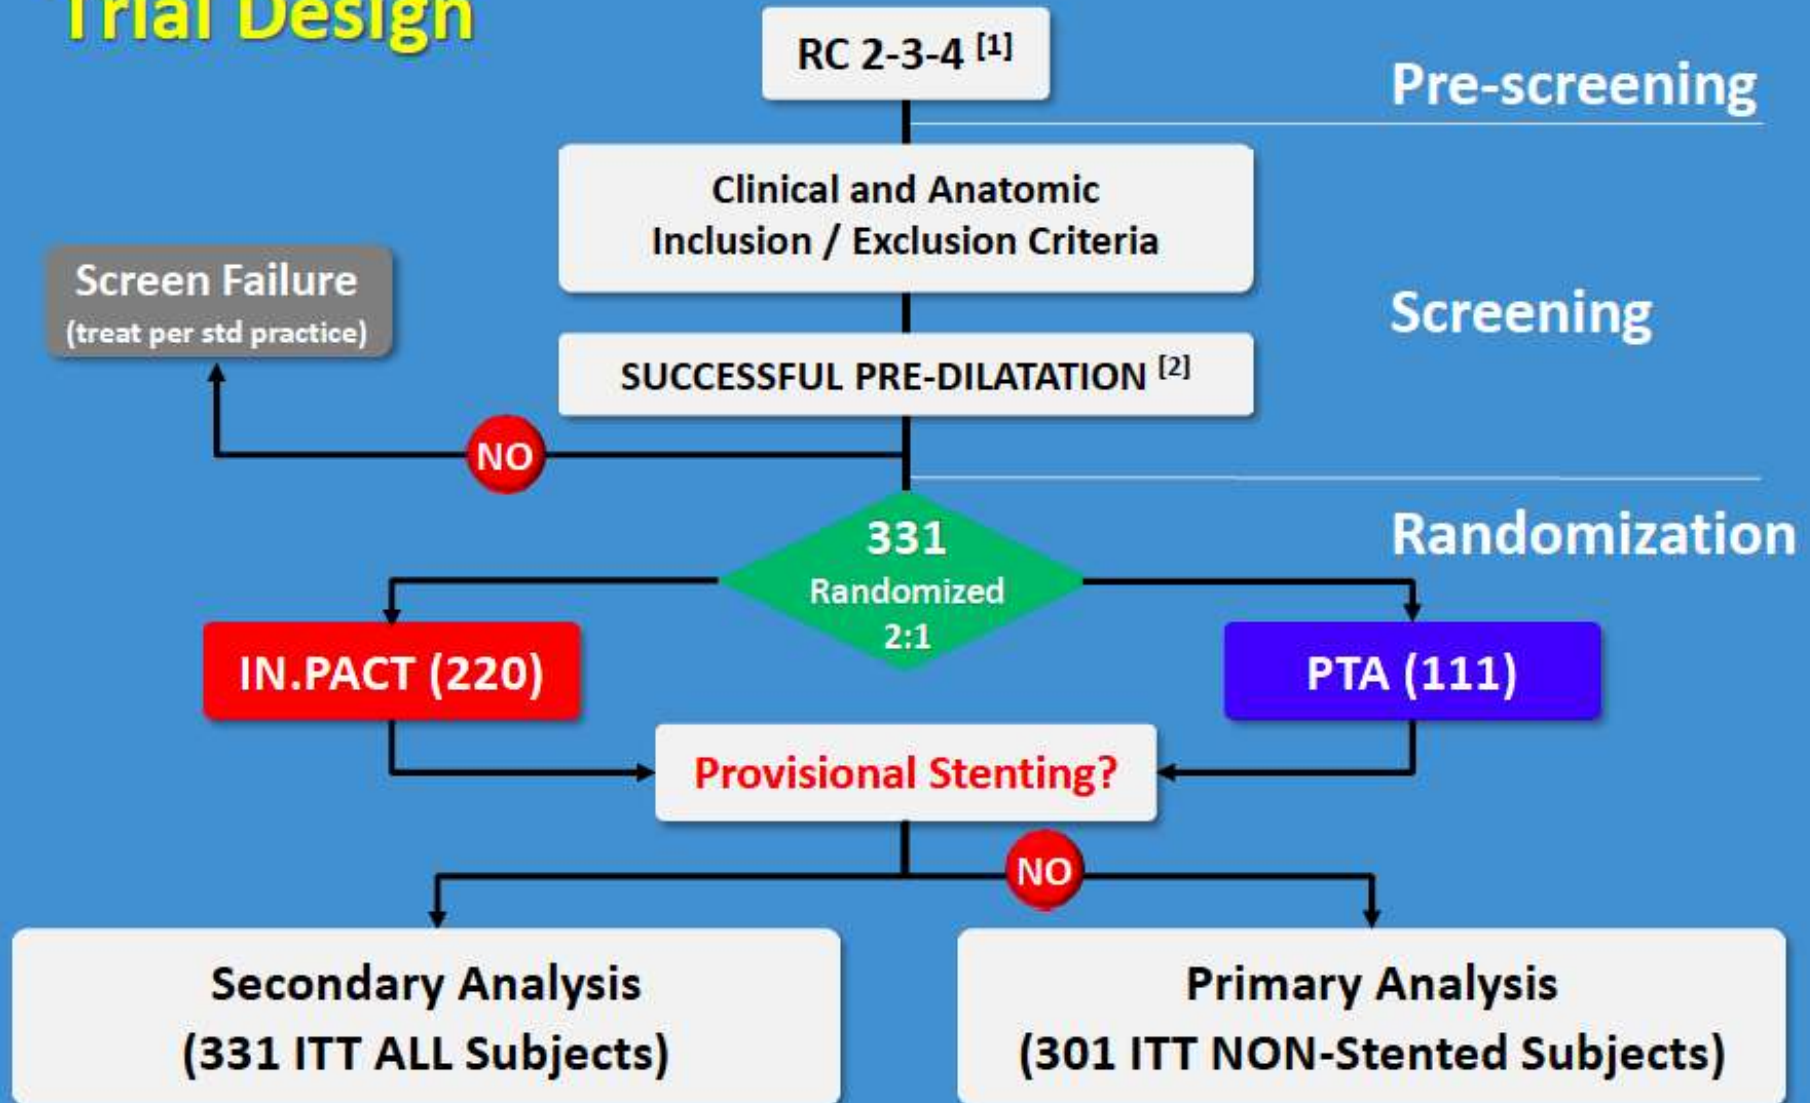 Trial Design
RC 2-3-4 [1]
Pre-screening
Clinical and Anatomic
Inclusion / Exclusion Criteria
Screen Failure
(treat per std practice)
Screening
SUCCESSFUL PRE-DILATATION [2]
NO
331
Randomized
2:1
Randomization
IN.PACT (220)
PTA (111)
Provisional Stenting?
NO
Secondary Analysis
(331 ITT ALL Subjects)
Primary Analysis
(301 ITT NON-Stented Subjects)